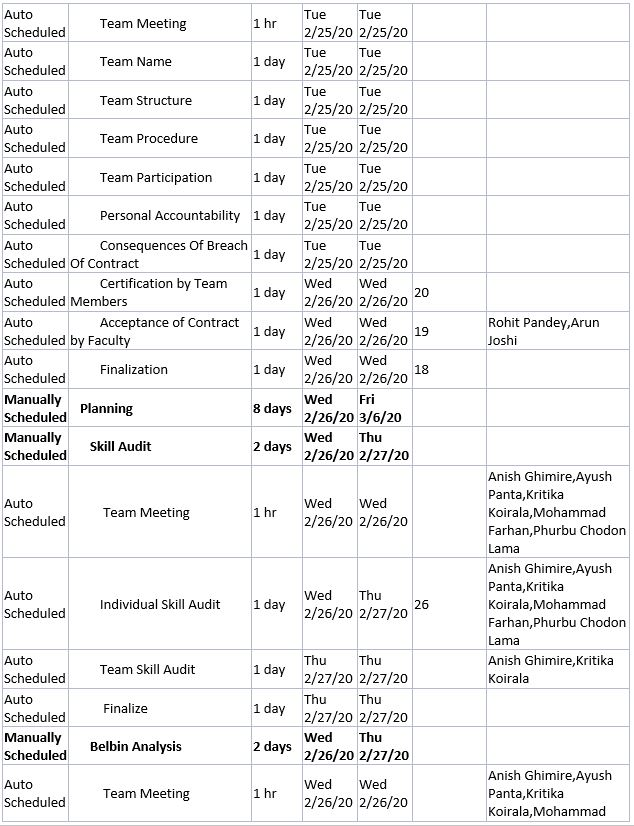 Auto Scheduled Team Meeting 1 hr Tue 2/25/20 Tue 2/25/20
Auto Scheduled Team Name 1 day Tue 2/25/20 Tue 2/25/20
Auto Scheduled Team Structure 1 day Tue 2/25/20 Tue 2/25/20
Auto Scheduled Team Procedure 1 day Tue 2/25/20 Tue 2/25/20
Auto Scheduled Team Participation 1 day Tue 2/25/20 Tue 2/25/20
Auto Scheduled Personal Accountability 1 day Tue 2/25/20 Tue 2/25/20
Auto Scheduled Consequences Of Breach Of Contract 1 day Tue 2/25/20 Tue 2/25/20
Auto Scheduled Certification by Team Members 1 day Wed 2/26/20 Wed 2/26/20 20
Auto Scheduled Acceptance of Contract by Faculty 1 day Wed 2/26/20 Wed 2/26/20 19 Rohit Pandey,Arun Joshi
Auto Scheduled Finalization 1 day Wed 2/26/20 Wed 2/26/20 18
Manually Scheduled Planning 8 days Wed 2/26/20 Fri 3/6/20
Manually Scheduled Skill Audit 2 days Wed 2/26/20 Thu 2/27/20
Auto Scheduled Team Meeting 1 hr Wed 2/26/20 Wed 2/26/20 Anish Ghimire,Ayush Panta,Kritika Koirala,Mohammad Farhan,Phurbu Chodon Lama
Auto Scheduled Individual Skill Audit 1 day Wed 2/26/20 Thu 2/27/20 26 Anish Ghimire,Ayush Panta,Kritika Koirala,Mohammad Farhan,Phurbu Chodon Lama
Auto Scheduled Team Skill Audit 1 day Thu 2/27/20 Thu 2/27/20 Anish Ghimire,Kritika Koirala
Auto Scheduled Finalize 1 day Thu 2/27/20 Thu 2/27/20
Manually Scheduled Belbin Analysis 2 days Wed 2/26/20 Thu 2/27/20
Auto Scheduled Team Meeting 1 hr Wed 2/26/20 Wed 2/26/20 Anish Ghimire,Ayush Panta,Kritika Koirala,Mohammad